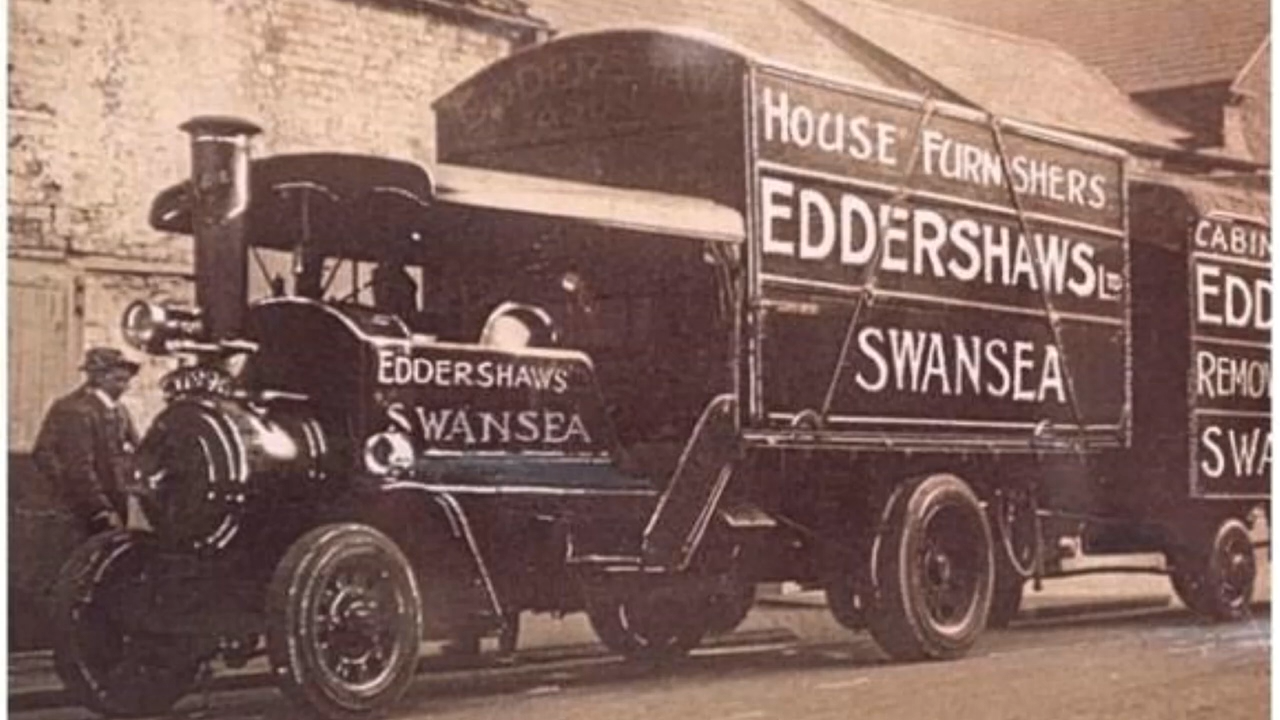 HOUSE FURNISHERS
EDDERSHAWS LTD
SWANSEA
EDDERSHAWS
SWANSEA
CABIN
EDD
REMOV
SWA